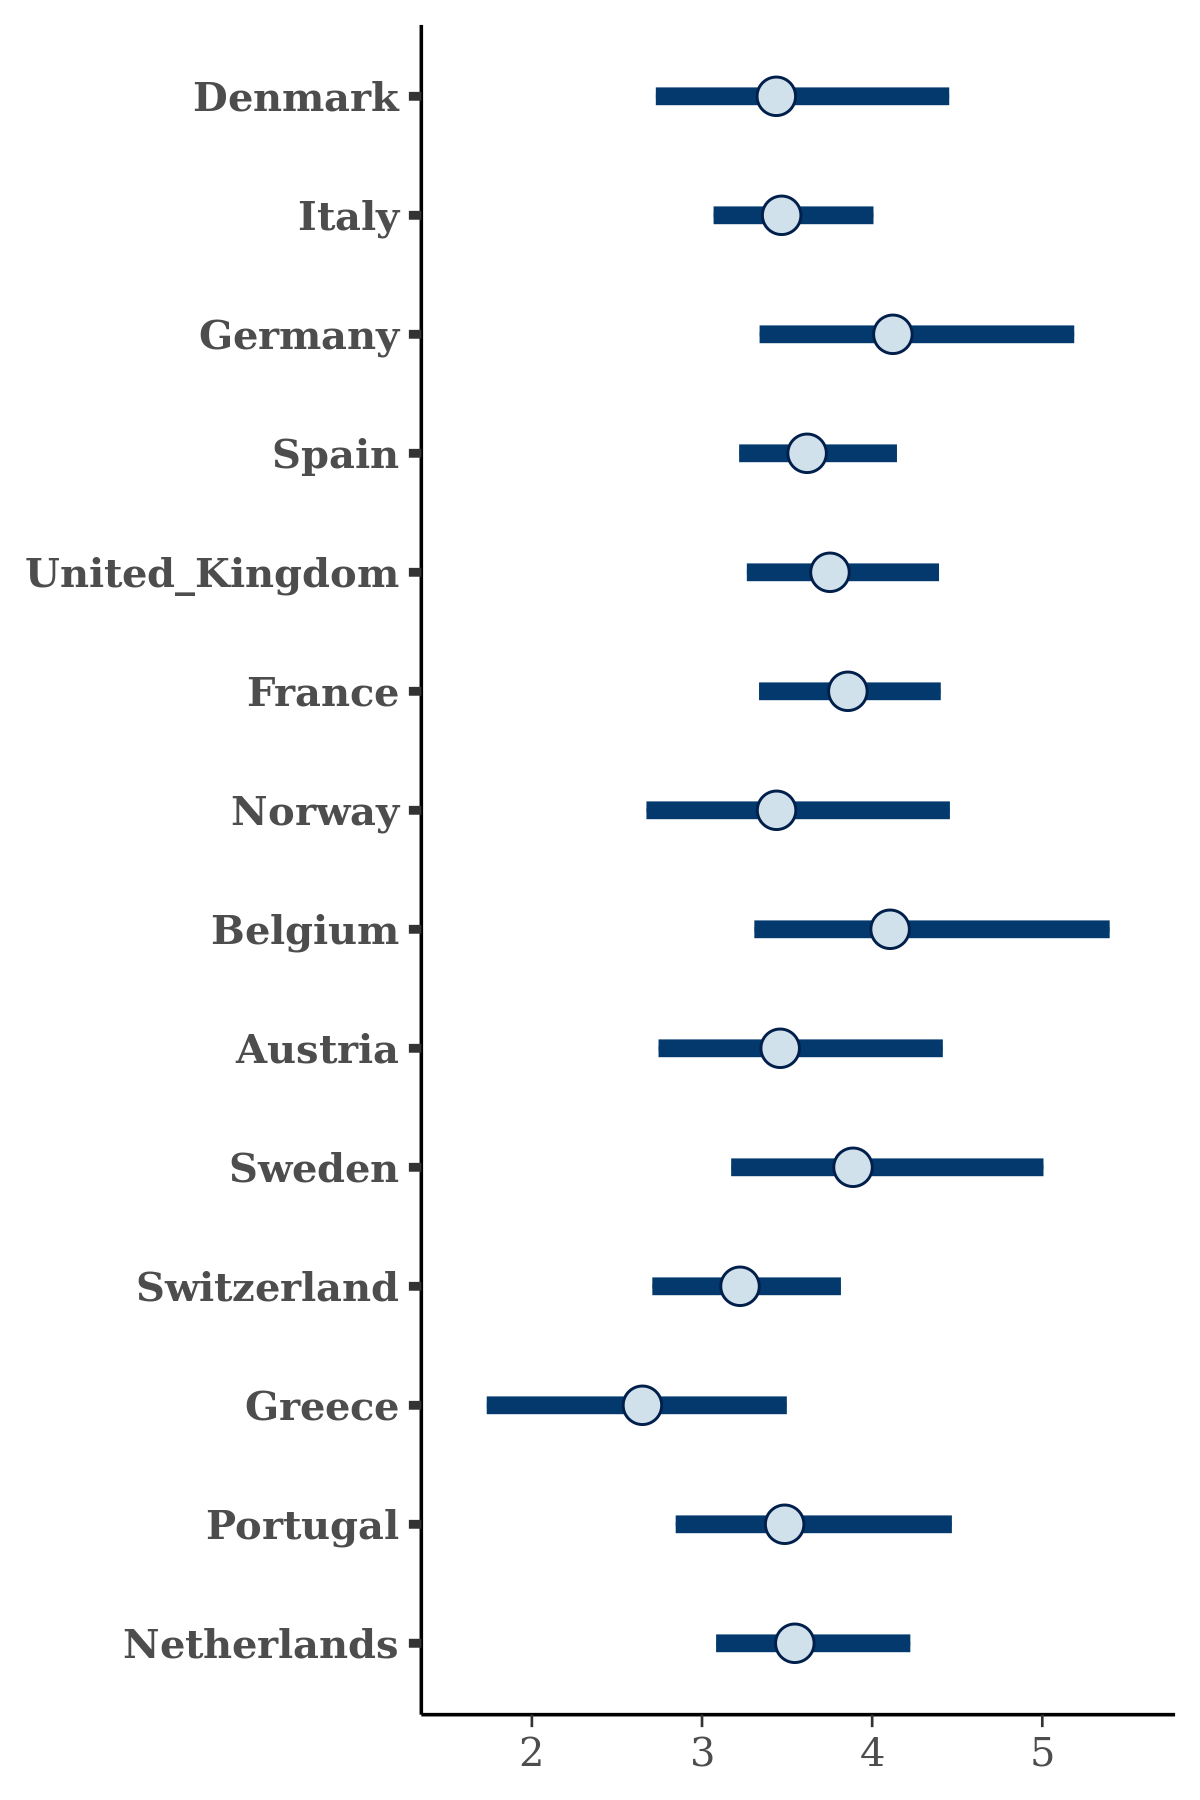 Denmark
Italy
Germany
Spain
United_Kingdom
France
Norway
Belgium
Austria
Sweden
Switzerland
Greece
Portugal
Netherlands
2 3 4 5